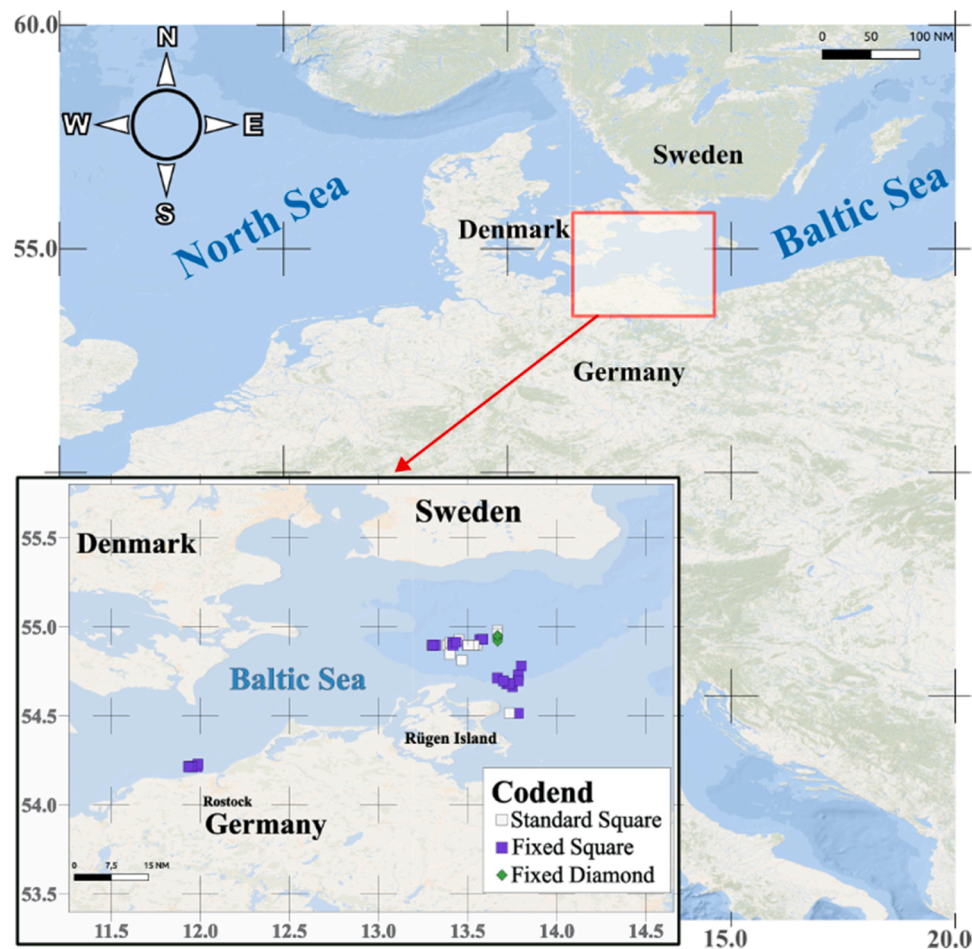 60.0
N
W
E
S
0 50 100 NM
Sweden
North Sea
Baltic Sea
Denmark
55.0
Germany
Sweden
Denmark
55.5
55.0
Baltic Sea
54.5
Rügen Island
Rostock
Germany
54.0
53.5
Codend
Standard Square
Fixed Square
Fixed Diamond
0 7,5 15 NM
11.5 12.0 12.5 13.0 13.5 14.0 14.5
15.0 20.0